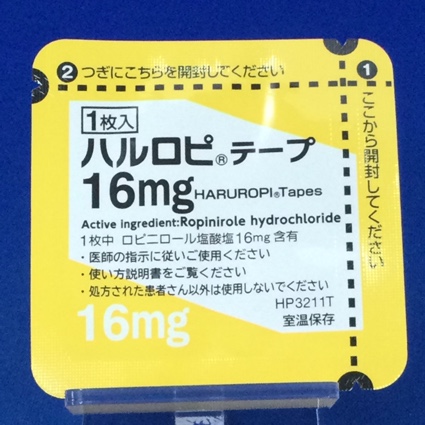 ② つぎにこちらを開封してください
① ここから開封してください
1枚入
ハルロピ®テープ
16mg HARUROPI®Tapes
Active ingredient:Ropinirole hydrochloride
1枚中 ロピニロール塩酸塩16mg含有
・医師の指示に従いご使用ください
・使い方説明書をご覧ください
・処方された患者さん以外は使用しないでください
HP3211T
16mg 室温保存